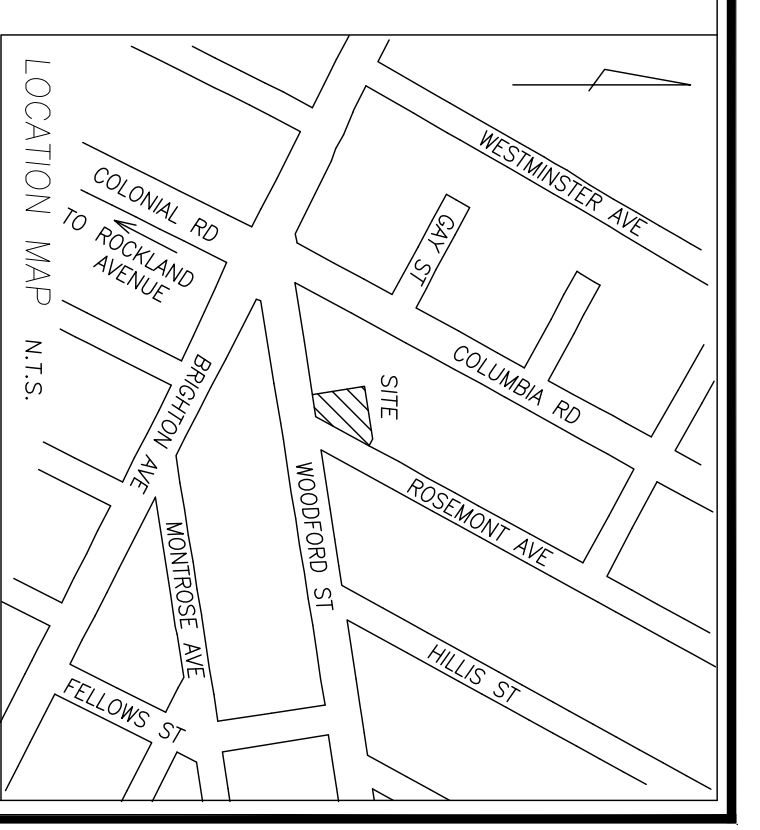 WESTMINSTER AVE
GAY ST
COLUMBIA RD
COLONIAL RD
TO ROCKLAND
AVENUE
SITE
BRIGHTON AVE
WOODFORD ST
ROSEMONT AVE
MONTROSE AVE
HILLIS ST
FELLOWS ST
LOCATION MAP N.T.S.